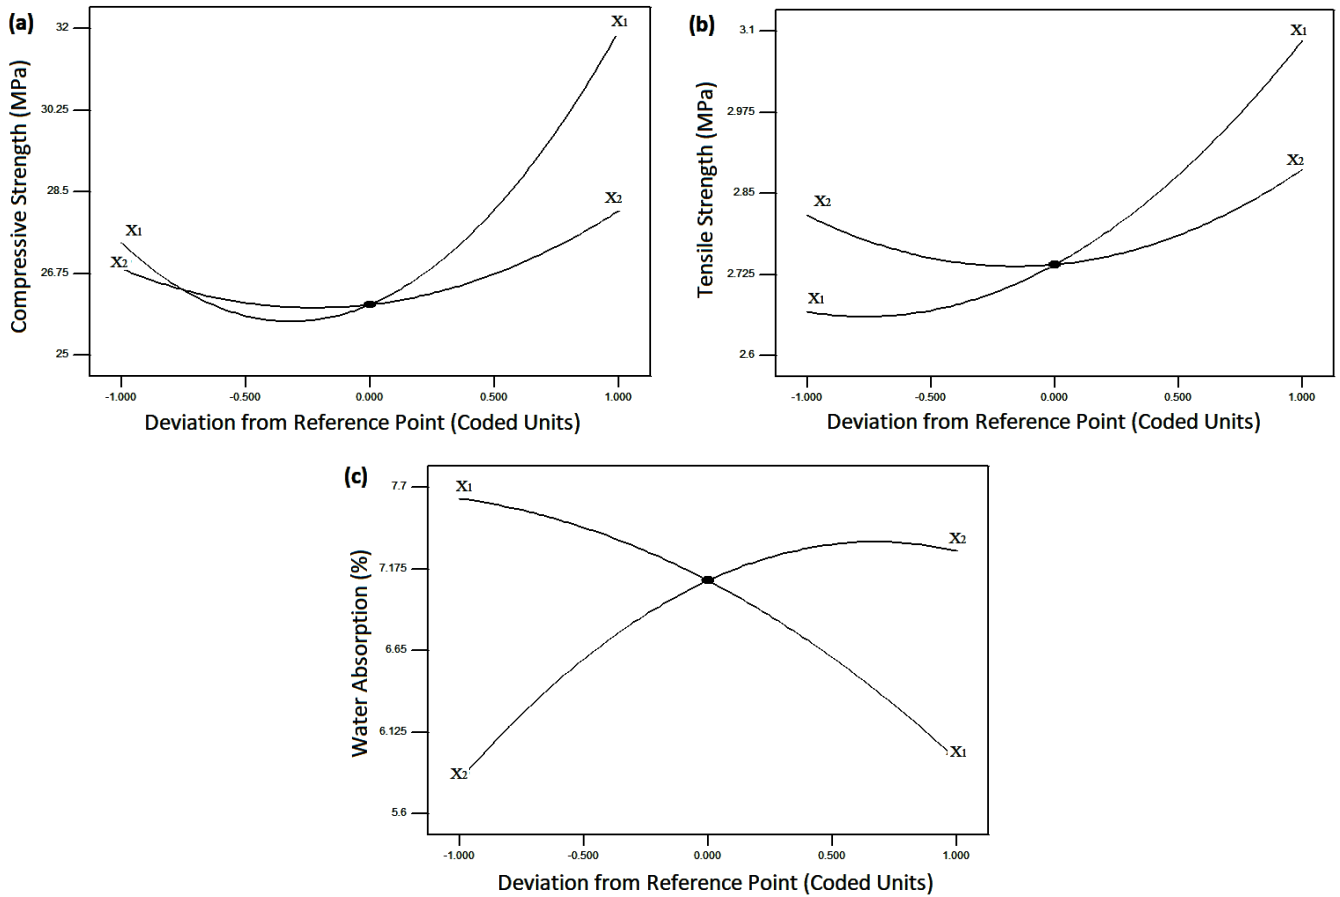 (a)
Compressive Strength (MPa)
32
30.25
28.5
26.75
25
X1
X2
X1
X2
-1.000
-0.500
0.000
0.500
1.000
Deviation from Reference Point (Coded Units)
(b)
Tensile Strength (MPa)
3.1
2.975
2.85
2.725
2.6
X1
X2
X2
X1
-1.000
-0.500
0.000
0.500
1.000
Deviation from Reference Point (Coded Units)
(c)
Water Absorption (%)
7.7
7.175
6.65
6.125
5.6
X1
X2
X2
X1
-1.000
-0.500
0.000
0.500
1.000
Deviation from Reference Point (Coded Units)